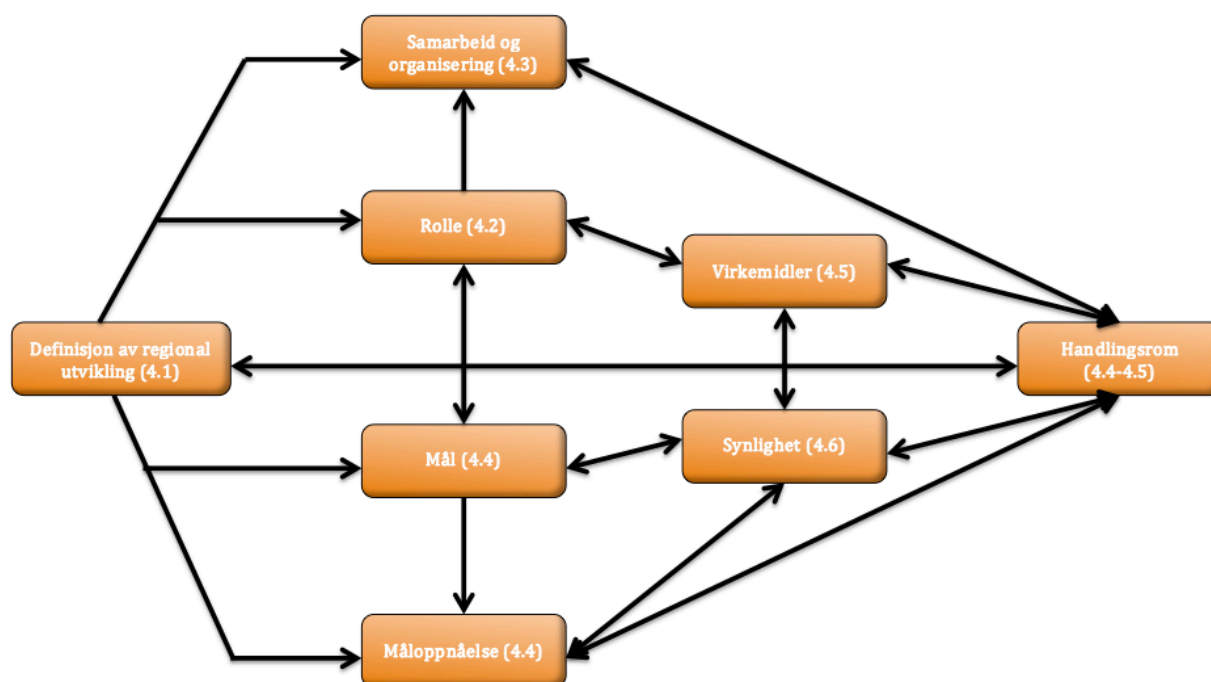 Samarbeid og
organisering (4.3)
Rolle (4.2)
Virkemidler (4.5)
Definisjon av regional
utvikling (4.1)
Handlingsrom
(4.4-4.5)
Mål (4.4)
Synlighet (4.6)
Måloppnåelse (4.4)